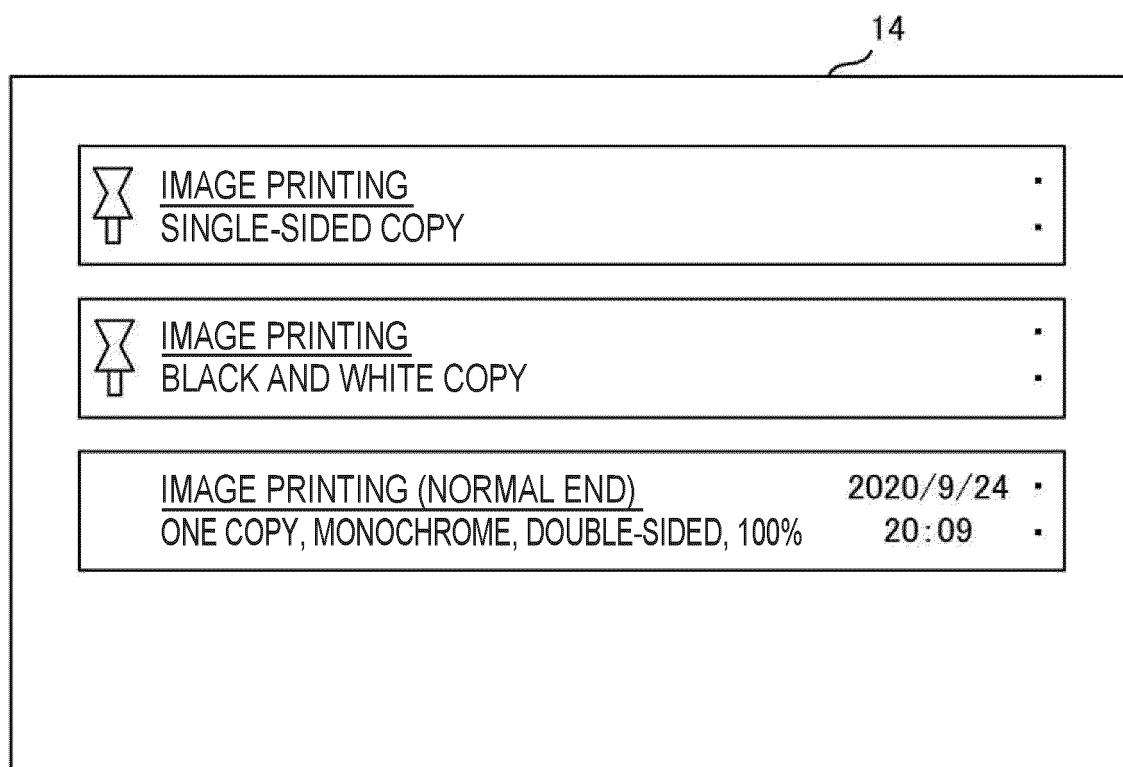 14
IMAGE PRINTING
SINGLE-SIDED COPY
IMAGE PRINTING
BLACK AND WHITE COPY
IMAGE PRINTING (NORMAL END) 2020/9/24
ONE COPY, MONOCHROME, DOUBLE-SIDED, 100% 20:09